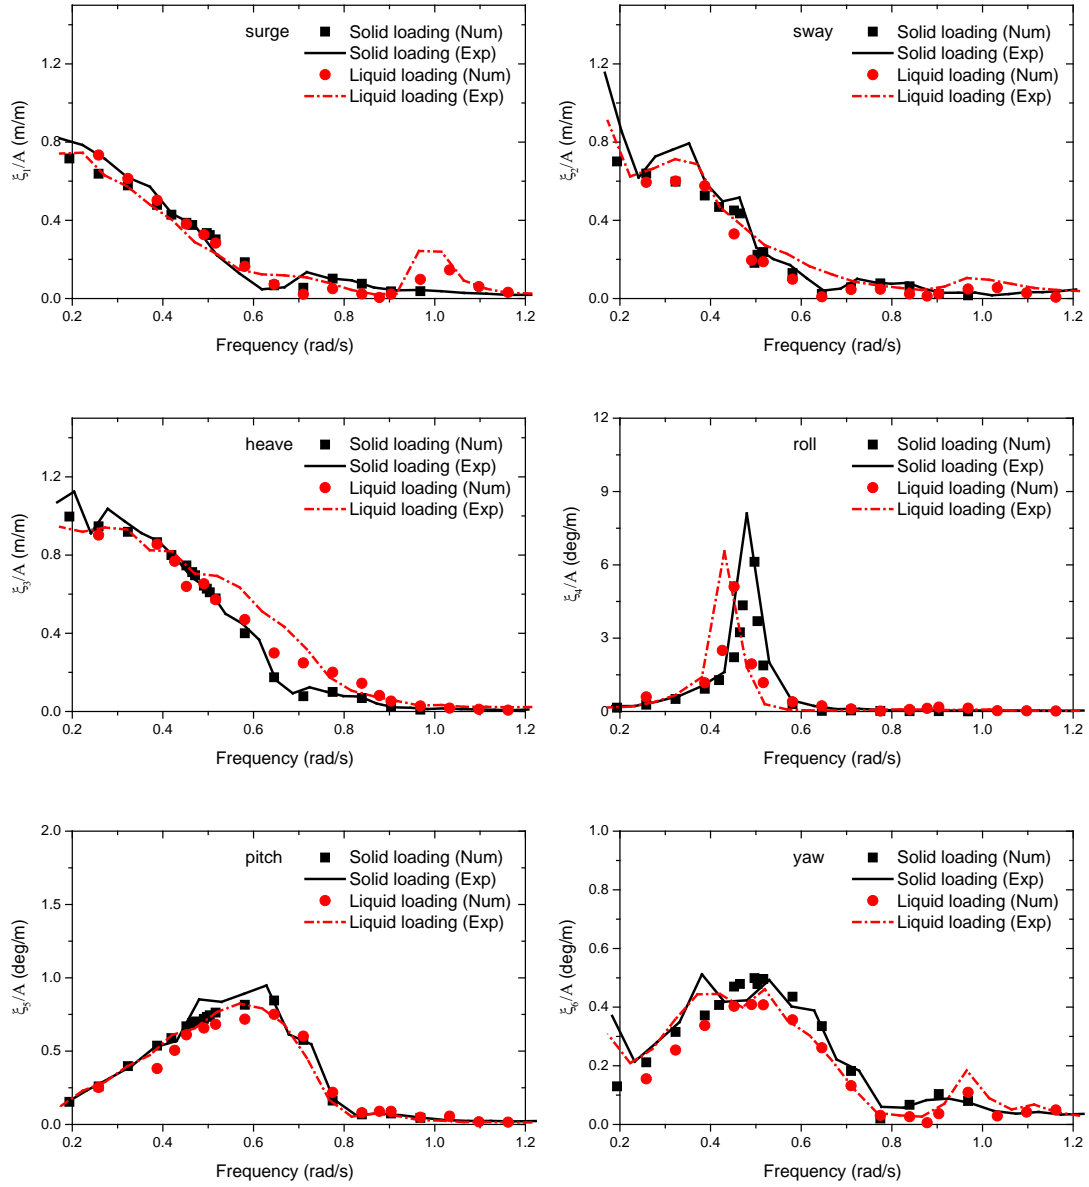 surge
Solid loading (Num)
Solid loading (Exp)
Liquid loading (Num)
Liquid loading (Exp)
ξ₁/A (m/m)
1.2
0.8
0.4
0.0
0.2 0.4 0.6 0.8 1.0 1.2
Frequency (rad/s)
sway
Solid loading (Num)
Solid loading (Exp)
Liquid loading (Num)
Liquid loading (Exp)
ξ₂/A (m/m)
1.2
0.8
0.4
0.0
0.2 0.4 0.6 0.8 1.0 1.2
Frequency (rad/s)
heave
Solid loading (Num)
Solid loading (Exp)
Liquid loading (Num)
Liquid loading (Exp)
ξ₃/A (m/m)
1.2
0.8
0.4
0.0
0.2 0.4 0.6 0.8 1.0 1.2
Frequency (rad/s)
roll
Solid loading (Num)
Solid loading (Exp)
Liquid loading (Num)
Liquid loading (Exp)
ξ₄/A (deg/m)
12
9
6
3
0
0.2 0.4 0.6 0.8 1.0 1.2
Frequency (rad/s)
pitch
Solid loading (Num)
Solid loading (Exp)
Liquid loading (Num)
Liquid loading (Exp)
ξ₅/A (deg/m)
2.0
1.5
1.0
0.5
0.0
0.2 0.4 0.6 0.8 1.0 1.2
Frequency (rad/s)
yaw
Solid loading (Num)
Solid loading (Exp)
Liquid loading (Num)
Liquid loading (Exp)
ξ₆/A (deg/m)
1.0
0.8
0.6
0.4
0.2
0.0
0.2 0.4 0.6 0.8 1.0 1.2
Frequency (rad/s)